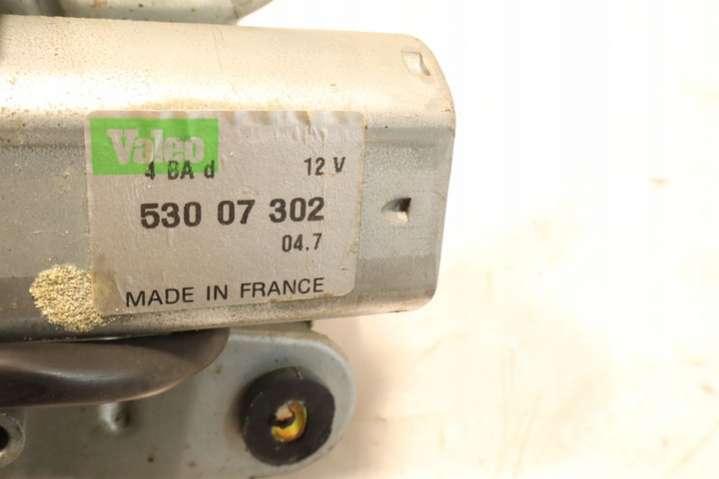 Valeo
4 BA d 12 V
530 07 302
04.7
MADE IN FRANCE